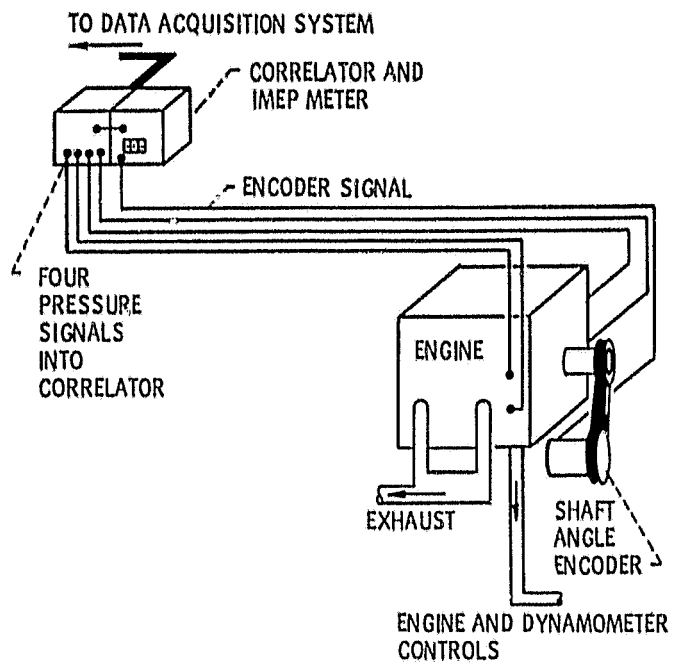 TO DATA ACQUISITION SYSTEM
CORRELATOR AND
IMEP METER
ENCODER SIGNAL
FOUR
PRESSURE
SIGNALS
INTO
CORRELATOR
ENGINE
EXHAUST
SHAFT
ANGLE
ENCODER
ENGINE AND DYNAMOMETER
CONTROLS